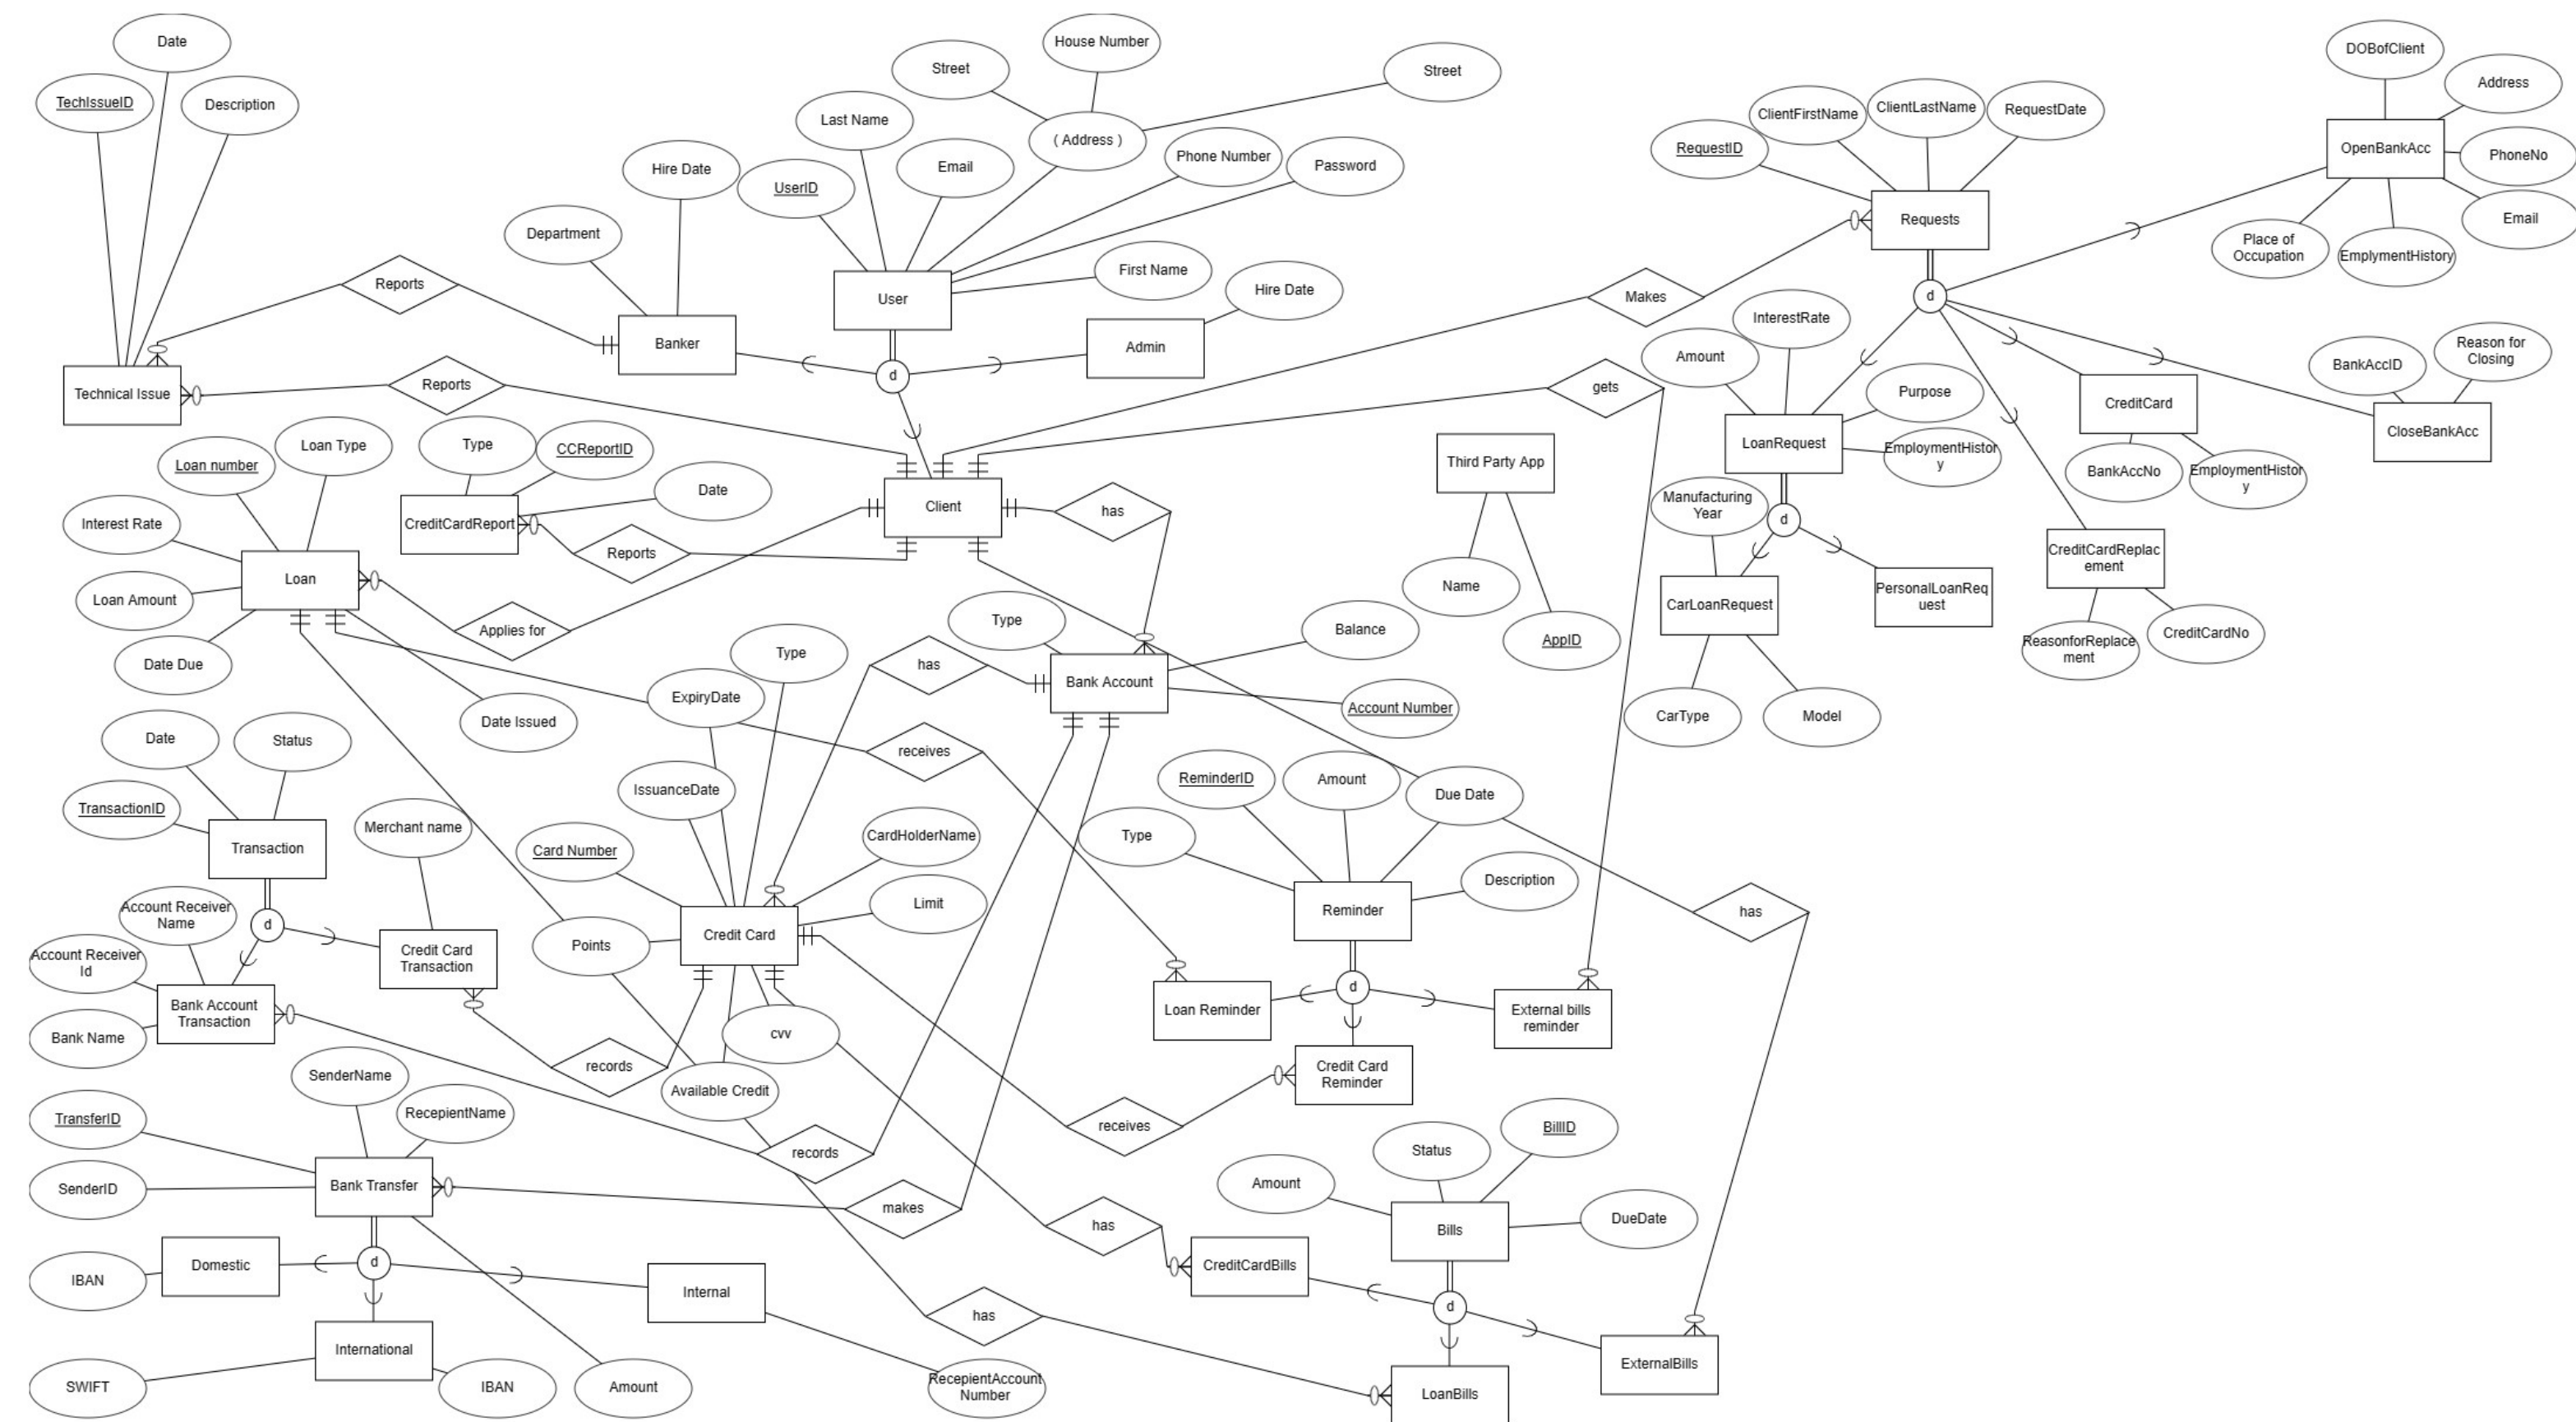 Date
TechIssueID
Description
Reports
Technical Issue
Reports
Department
Hire Date
Banker
UserID
Last Name
Email
Street
House Number
Street
( Address )
Phone Number
Password
First Name
User
Hire Date
Admin
d
Requests
RequestID
ClientFirstName
ClientLastName
RequestDate
Makes
d
DOBofClient
Address
OpenBankAcc
PhoneNo
Email
Place of
Occupation
EmplymentHistory
InterestRate
Amount
Purpose
LoanRequest
EmploymentHistor
y
CreditCard
BankAccNo
EmploymentHistor
y
BankAccID
Reason for
Closing
CloseBankAcc
Manufacturing
Year
d
CarLoanRequest
PersonalLoanReq
uest
CarType
Model
CreditCardReplac
ement
ReasonforReplace
ment
CreditCardNo
gets
Third Party App
Name
AppID
Loan number
Loan Type
Interest Rate
Loan
Loan Amount
Date Due
Date Issued
Type
CCReportID
Date
CreditCardReport
Reports
Applies for
Client
has
Type
Balance
Bank Account
Account Number
has
Type
ExpiryDate
IssuanceDate
receives
Card Number
CardHolderName
Limit
Credit Card
Points
cvv
Available Credit
Date
Status
TransactionID
Transaction
Merchant name
d
Account Receiver
Name
Account Receiver
Id
Credit Card
Transaction
Bank Account
Transaction
Bank Name
records
records
ReminderID
Amount
Due Date
Type
Description
Reminder
d
Loan Reminder
External bills
reminder
Credit Card
Reminder
has
receives
SenderName
TransferID
RecepientName
SenderID
Bank Transfer
makes
d
Domestic
IBAN
Internal
International
SWIFT
IBAN
Amount
RecepientAccount
Number
has
has
Status
BillID
Amount
Bills
DueDate
CreditCardBills
d
ExternalBills
LoanBills